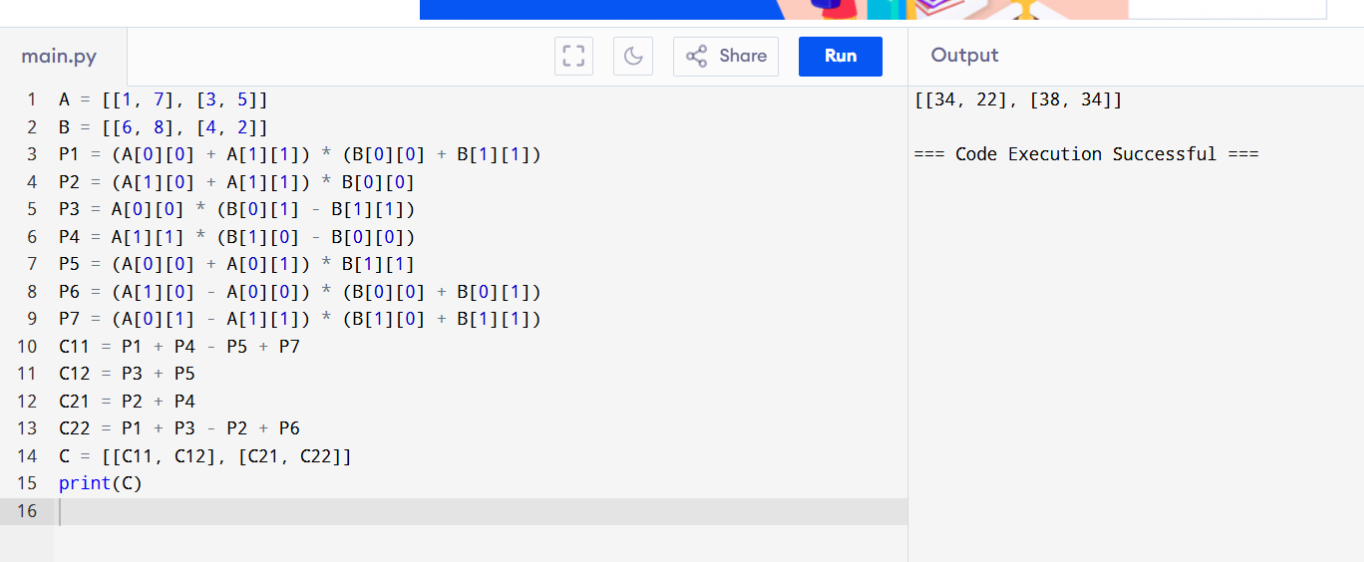 main.py
Share
Run
Output
1 A = [[1, 7], [3, 5]]
2 B = [[6, 8], [4, 2]]
3 P1 = (A[0][0] + A[1][1]) * (B[0][0] + B[1][1])
4 P2 = (A[1][0] + A[1][1]) * B[0][0]
5 P3 = A[0][0] * (B[0][1] - B[1][1])
6 P4 = A[1][1] * (B[1][0] - B[0][0])
7 P5 = (A[0][0] + A[0][1]) * B[1][1]
8 P6 = (A[1][0] - A[0][0]) * (B[0][0] + B[0][1])
9 P7 = (A[0][1] - A[1][1]) * (B[1][0] + B[1][1])
10 C11 = P1 + P4 - P5 + P7
11 C12 = P3 + P5
12 C21 = P2 + P4
13 C22 = P1 + P3 - P2 + P6
14 C = [[C11, C12], [C21, C22]]
15 print(C)
16
[[34, 22], [38, 34]]
=== Code Execution Successful ===